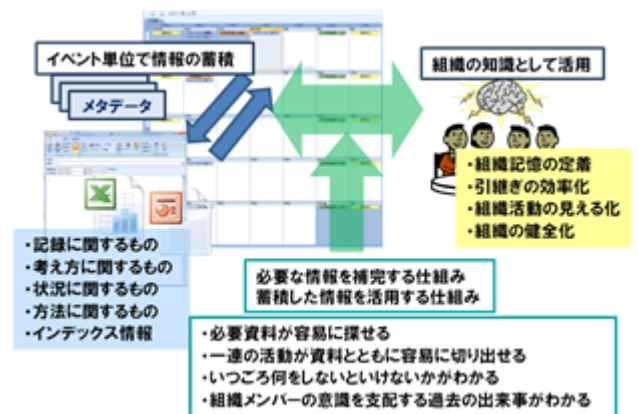 イベント単位で情報の蓄積
メタデータ
組織の知識として活用
・組織記憶の定着
・引継ぎの効率化
・組織活動の見える化
・組織の健全化
・記録に関するもの
・考え方に関するもの
・状況に関するもの
・方法に関するもの
・インデックス情報
必要な情報を補完する仕組み
蓄積した情報を活用する仕組み
・必要資料が容易に探せる
・一連の活動が資料とともに容易に切り出せる
・いつごろ何をしないといけないかがわかる
・組織メンバーの意識を支配する過去の出来事がわかる